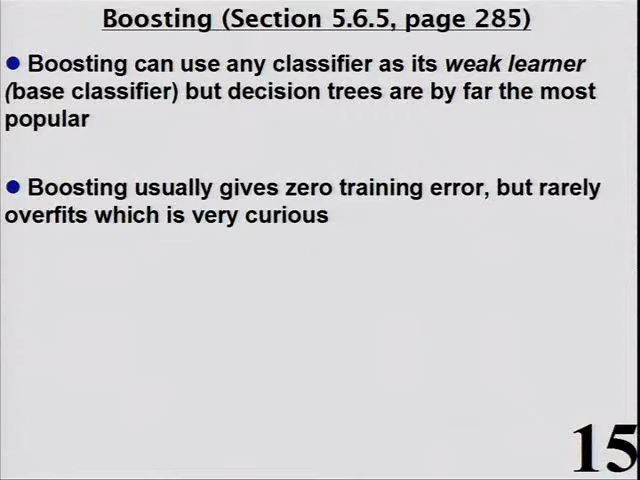 Boosting (Section 5.6.5, page 285)
● Boosting can use any classifier as its weak learner
(base classifier) but decision trees are by far the most
popular
● Boosting usually gives zero training error, but rarely
overfits which is very curious
15